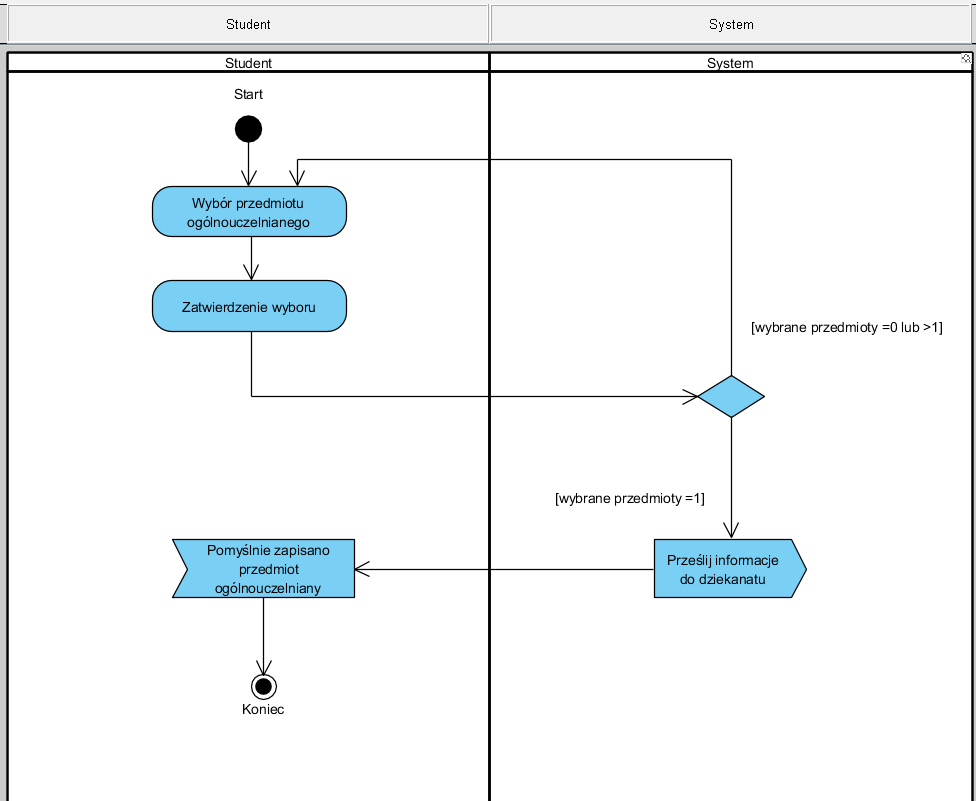 Student
System
Student
System
Start
Wybór przedmiotu
ogólnouczelnianego
Zatwierdzenie wyboru
[wybrane przedmioty =0 lub >1]
[wybrane przedmioty =1]
Pomyślnie zapisano
przedmiot
ogólnouczelniany
Prześlij informacje
do dziekanatu
Koniec